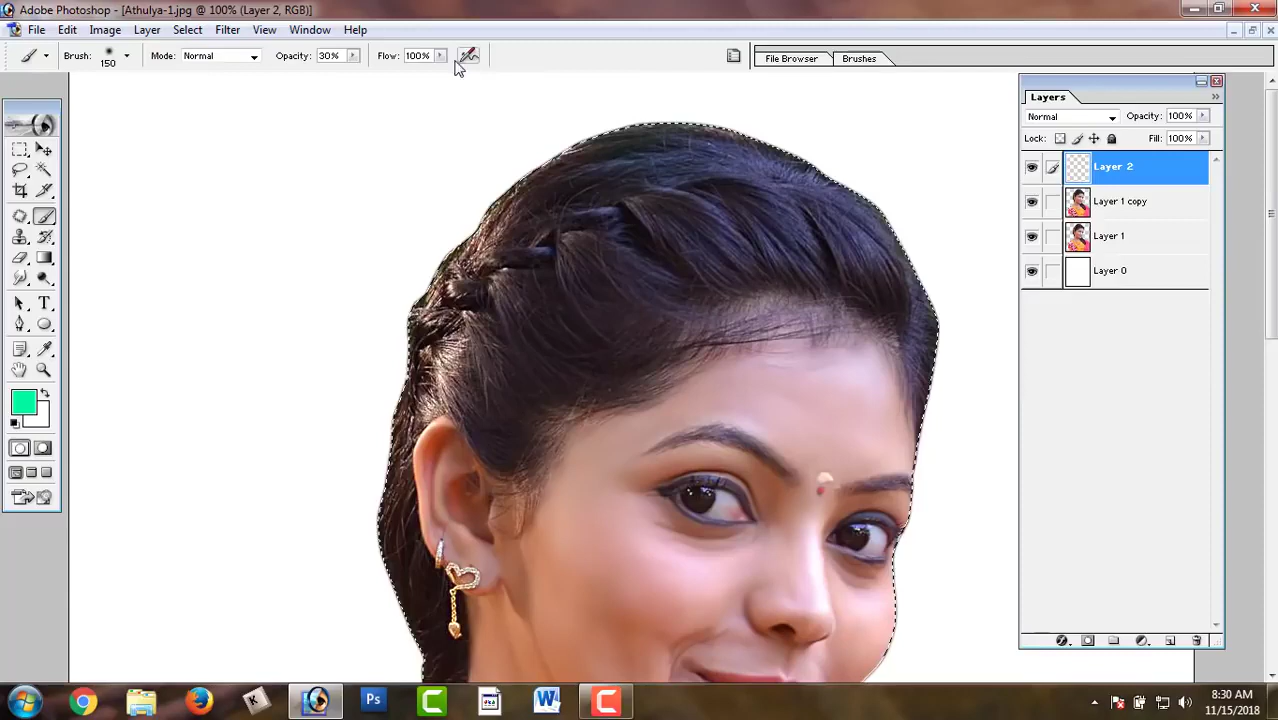 Adobe Photoshop - [Athulya-1.jpg @ 100% (Layer 2, RGB)]
File Edit Image Layer Select Filter View Window Help
Brush: 150 Mode: Normal Opacity: 30% Flow: 100% File Browser Brushes
Layers
Normal Opacity: 100%
Lock: Fill: 100%
Layer 2
Layer 1 copy
Layer 1
Layer 0
8:30 AM
11/15/2018